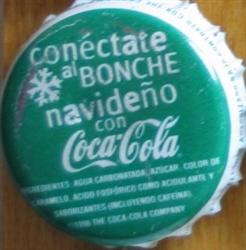 conéctate
al BONCHE
navideño
con
Coca-Cola
INGREDIENTES: AGUA CARBONATADA, AZÚCAR, COLOR DE
CARAMELO, ÁCIDO FOSFÓRICO COMO ACIDULANTE Y
SABORIZANTES (INCLUYENDO CAFEÍNA).
THE COCA-COLA COMPANY